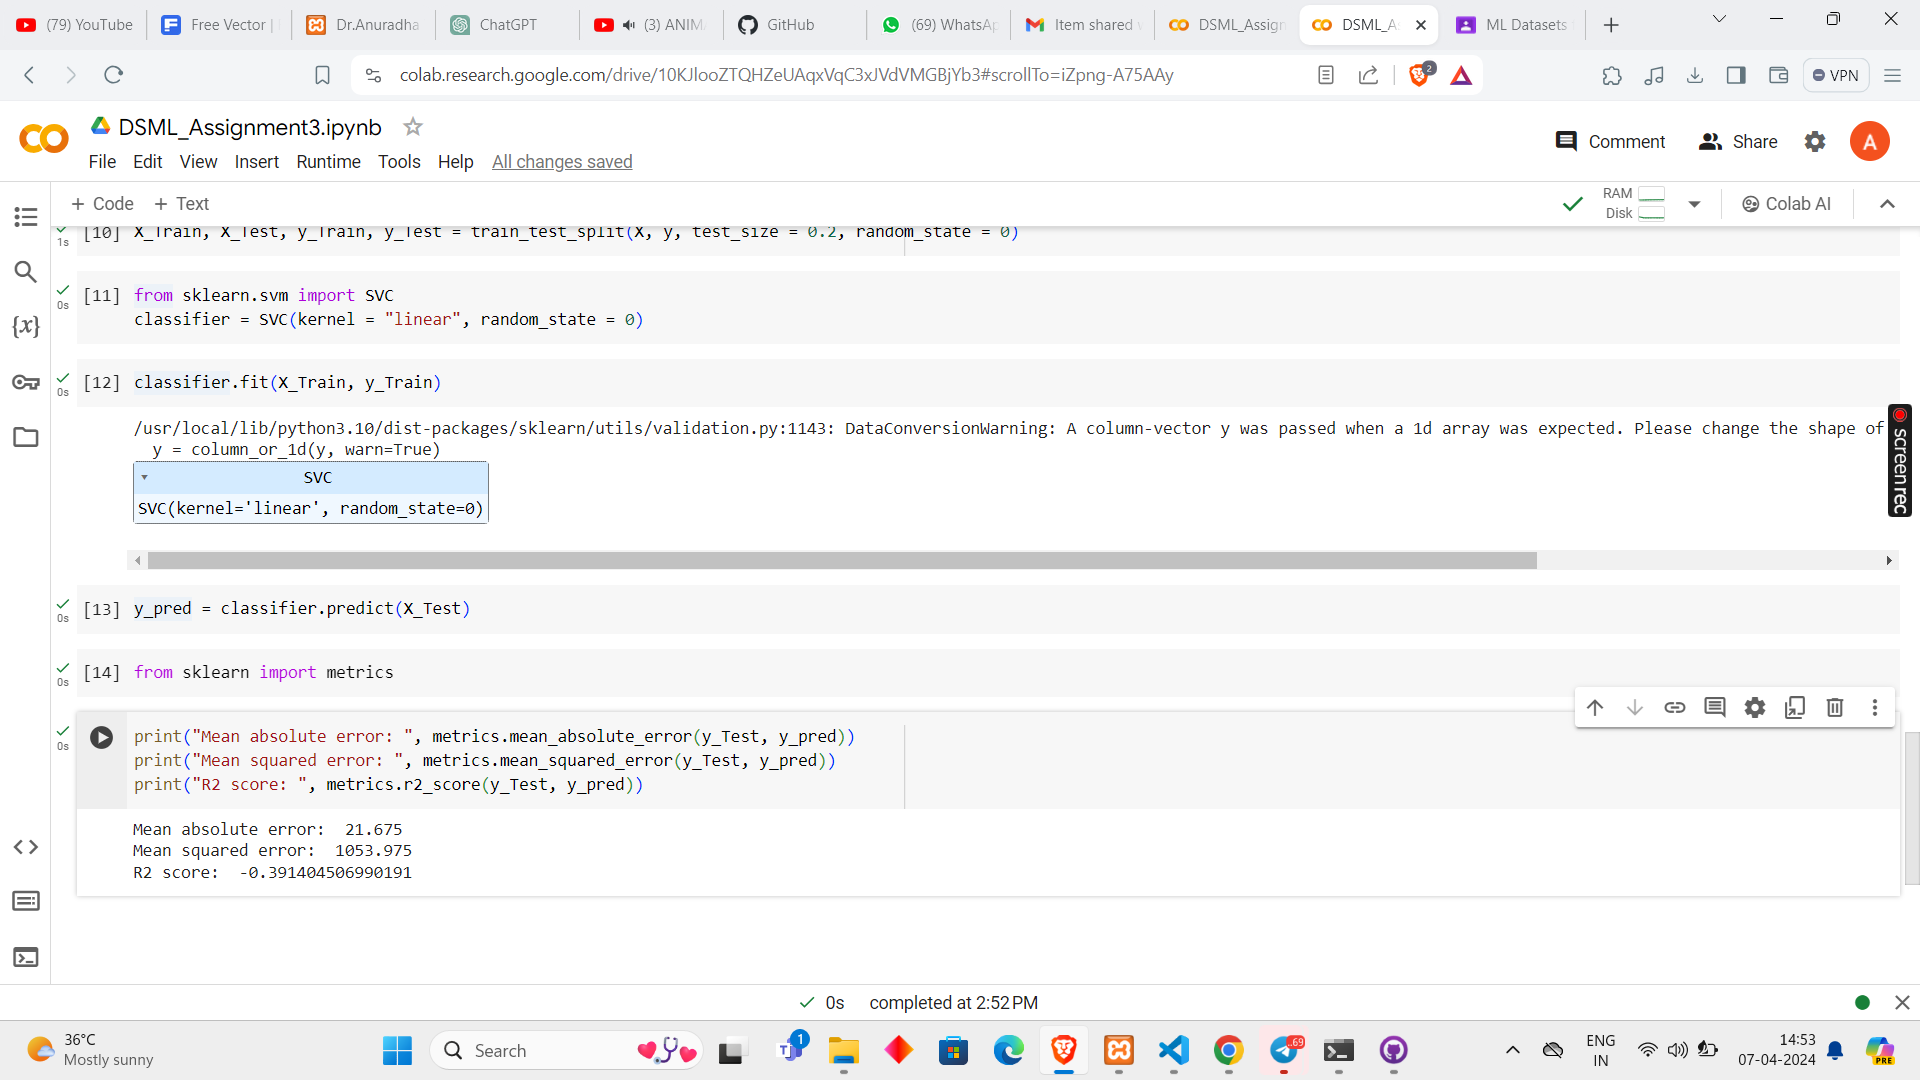 (79) YouTube
Free Vector |
Dr.Anuradha
ChatGPT
(3) ANIM
GitHub
(69) WhatsAp
Item shared
DSML_Assign
DSML_A
ML Datasets
colab.research.google.com/drive/10KJlooZTQHZeUAqxVqC3xJVdVMGBjYb3#scrollTo=iZpng-A75AAy
2
VPN
DSML_Assignment3.ipynb
File Edit View Insert Runtime Tools Help All changes saved
Comment
Share
A
+ Code + Text
RAM
Disk
Colab AI
1s
[10] X_Train, X_Test, y_Train, y_Test = train_test_split(X, y, test_size = 0.2, random_state = 0)
0s
[11] from sklearn.svm import SVC
classifier = SVC(kernel = "linear", random_state = 0)
0s
[12] classifier.fit(X_Train, y_Train)
/usr/local/lib/python3.10/dist-packages/sklearn/utils/validation.py:1143: DataConversionWarning: A column-vector y was passed when a 1d array was expected. Please change the shape of
y = column_or_1d(y, warn=True)
SVC
SVC(kernel='linear', random_state=0)
screenrec
0s
[13] y_pred = classifier.predict(X_Test)
0s
[14] from sklearn import metrics
0s
print("Mean absolute error: ", metrics.mean_absolute_error(y_Test, y_pred))
print("Mean squared error: ", metrics.mean_squared_error(y_Test, y_pred))
print("R2 score: ", metrics.r2_score(y_Test, y_pred))
Mean absolute error:  21.675
Mean squared error:  1053.975
R2 score:  -0.391404506990191
{x}
0s completed at 2:52 PM
36°C
Mostly sunny
Search
1
69
ENG
IN
14:53
07-04-2024
PRE